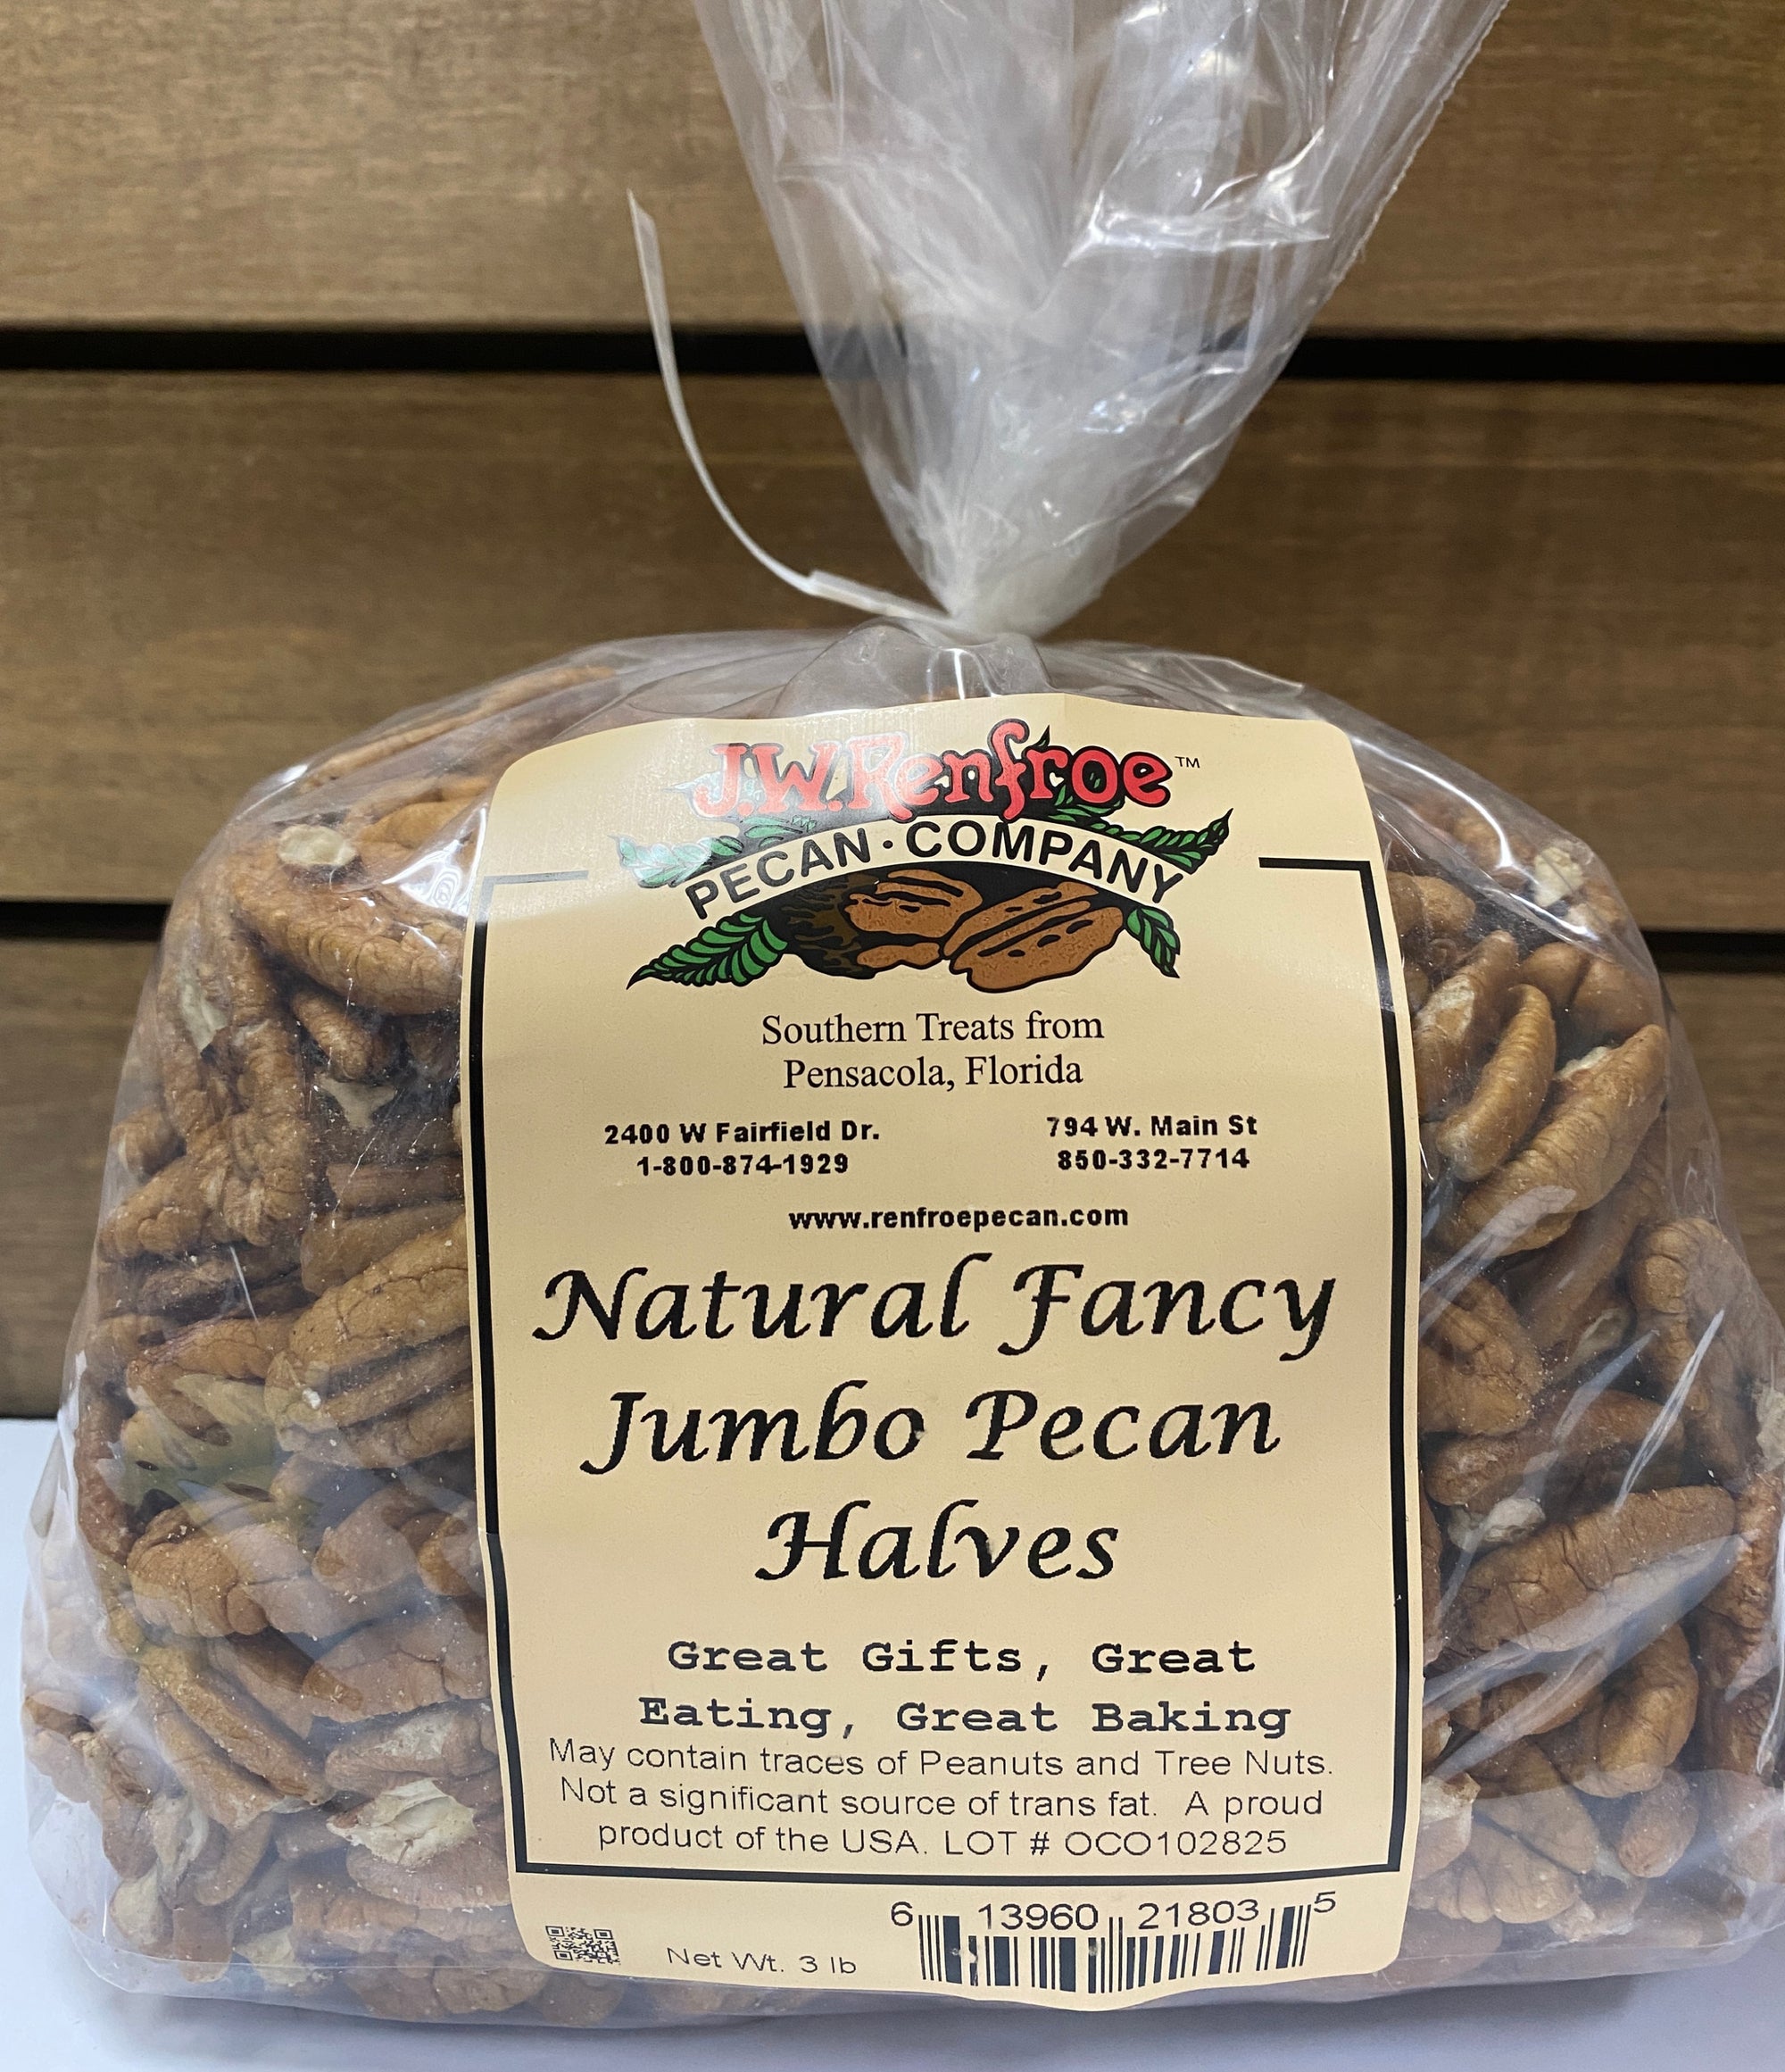 J.W. Renfroe™
PECAN · COMPANY
Southern Treats from
Pensacola, Florida
2400 W Fairfield Dr.
1-800-874-1929
794 W. Main St
850-332-7714
www.renfroepecan.com
Natural Fancy
Jumbo Pecan
Halves
Great Gifts, Great
Eating, Great Baking
May contain traces of Peanuts and Tree Nuts.
Not a significant source of trans fat. A proud
product of the USA. LOT # OCO102825
Net Wt. 3 lb
6 13960 21803 5